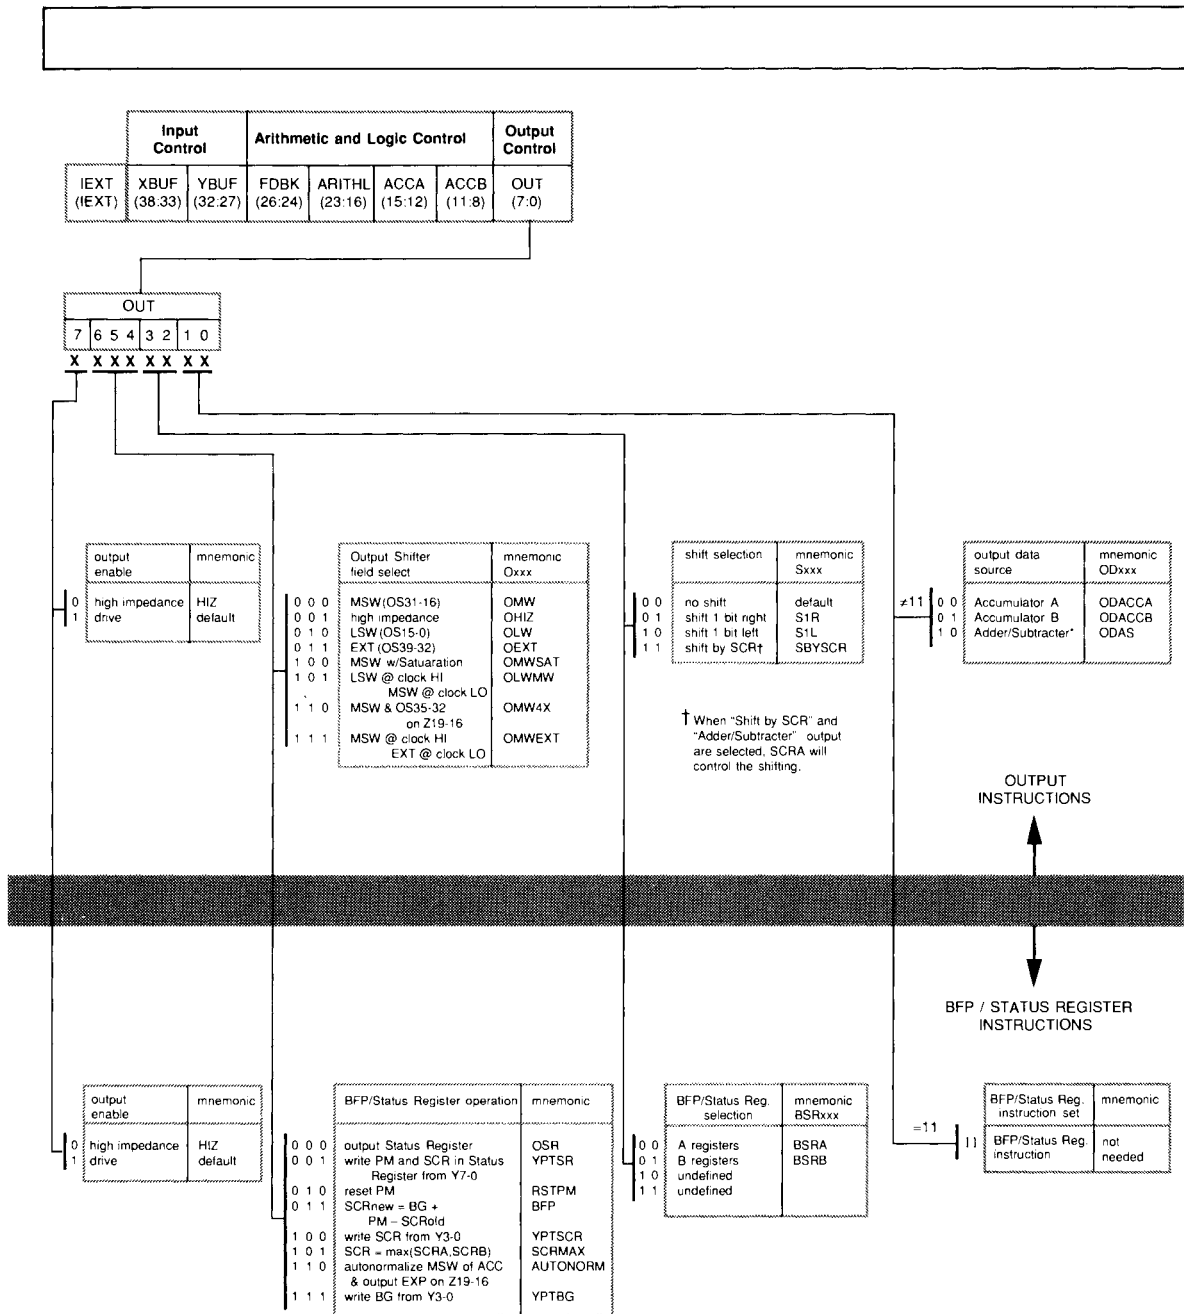 Input Control
Arithmetic and Logic Control
Output Control
IEXT (IEXT)
XBUF (38:33)
YBUF (32:27)
FDBK (26:24)
ARITHL (23:16)
ACCA (15:12)
ACCB (11:8)
OUT (7:0)
OUT
7 6 5 4 3 2 1 0
X X X X X X X X
output enable mnemonic
0 high impedance HIZ
1 drive default
Output Shifter field select mnemonic Oxxx
0 0 0 MSW (OS31-16) OMW
0 0 1 high impedance OHIZ
0 1 0 LSW (OS15-0) OLW
0 1 1 EXT (OS39-32) OEXT
1 0 0 MSW w/Satuaration OMWSAT
1 0 1 LSW @ clock HI OLWMW
MSW @ clock LO
1 1 0 MSW & OS35-32 OMW4X
on Z19-16
1 1 1 MSW @ clock HI OMWEXT
EXT @ clock LO
shift selection mnemonic Sxxx
0 0 no shift default
0 1 shift 1 bit right S1R
1 0 shift 1 bit left S1L
1 1 shift by SCR† SBYSCR
† When "Shift by SCR" and
"Adder/Subtracter" output
are selected, SCRA will
control the shifting.
output data source mnemonic ODxxx
≠11
0 0 Accumulator A ODACCA
0 1 Accumulator B ODACCB
1 0 Adder/Subtracter* ODAS
OUTPUT
INSTRUCTIONS
BFP / STATUS REGISTER
INSTRUCTIONS
output enable mnemonic
0 high impedance HIZ
1 drive default
BFP/Status Register operation mnemonic
0 0 0 output Status Register OSR
0 0 1 write PM and SCR in Status YPTSR
Register from Y7-0
0 1 0 reset PM RSTPM
0 1 1 SCRnew = BG + BFP
PM – SCRold
1 0 0 write SCR from Y3-0 YPTSCR
1 0 1 SCR = max(SCRA,SCRB) SCRMAX
1 1 0 autonormalize MSW of ACC AUTONORM
& output EXP on Z19-16
1 1 1 write BG from Y3-0 YPTBG
BFP/Status Reg. selection mnemonic BSRxxx
0 0 A registers BSRA
0 1 B registers BSRB
1 0 undefined
1 1 undefined
BFP/Status Reg. instruction set mnemonic
=11
11 BFP/Status Reg. instruction not needed